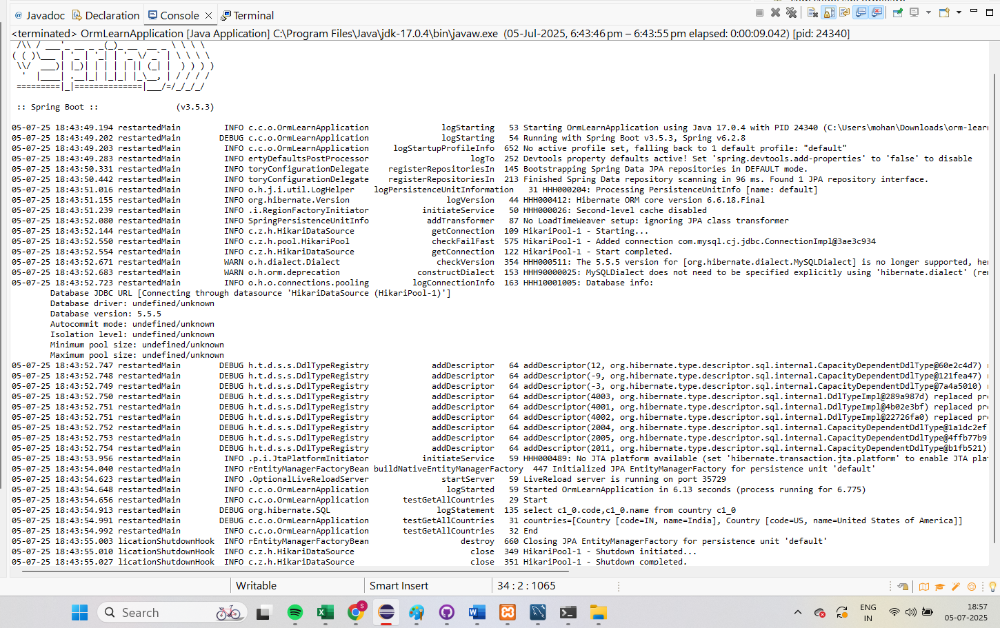 Javadoc Declaration Console Terminal
<terminated> OrmLearnApplication [Java Application] C:\Program Files\Java\jdk-17.0.4\bin\javaw.exe (05-Jul-2025, 6:43:46 pm – 6:43:55 pm elapsed: 0:00:09.042) [pid: 24340]
 /\\ / ___'_ __ _ _(_)_ __  __ _ \ \ \ \
( ( )\___ | '_ | '_| | '_ \/ _` | \ \ \ \
 \\/  ___)| |_)| | | | | || (_| |  ) ) ) )
  '  |____| .__|_| |_|_| |_\__, | / / / /
 =========|_|==============|___/=/_/_/_/
:: Spring Boot :: (v3.5.3)
05-07-25 18:43:49.194 restartedMain INFO c.c.o.OrmLearnApplication logStarting 53 Starting OrmLearnApplication using Java 17.0.4 with PID 24340 (C:\Users\mohan\Downloads\orm-lear
05-07-25 18:43:49.202 restartedMain DEBUG c.c.o.OrmLearnApplication logStarting 54 Running with Spring Boot v3.5.3, Spring v6.2.8
05-07-25 18:43:49.203 restartedMain INFO c.c.o.OrmLearnApplication logStartupProfileInfo 652 No active profile set, falling back to 1 default profile: "default"
05-07-25 18:43:49.283 restartedMain INFO ertyDefaultsPostProcessor logTo 252 Devtools property defaults active! Set 'spring.devtools.add-properties' to 'false' to disable
05-07-25 18:43:50.331 restartedMain INFO toryConfigurationDelegate registerRepositoriesIn 145 Bootstrapping Spring Data JPA repositories in DEFAULT mode.
05-07-25 18:43:50.442 restartedMain INFO toryConfigurationDelegate registerRepositoriesIn 213 Finished Spring Data repository scanning in 96 ms. Found 1 JPA repository interface.
05-07-25 18:43:51.016 restartedMain INFO o.h.j.i.util.LogHelper logPersistenceUnitInformation 31 HHH000204: Processing PersistenceUnitInfo [name: default]
05-07-25 18:43:51.155 restartedMain INFO org.hibernate.Version logVersion 44 HHH000412: Hibernate ORM core version 6.6.18.Final
05-07-25 18:43:51.239 restartedMain INFO .i.RegionFactoryInitiator initiateService 50 HHH000026: Second-level cache disabled
05-07-25 18:43:52.080 restartedMain INFO SpringPersistenceUnitInfo addTransformer 87 No LoadTimeWeaver setup: ignoring JPA class transformer
05-07-25 18:43:52.144 restartedMain INFO c.z.h.HikariDataSource getConnection 109 HikariPool-1 - Starting...
05-07-25 18:43:52.550 restartedMain INFO c.z.h.pool.HikariPool checkFailFast 575 HikariPool-1 - Added connection com.mysql.cj.jdbc.ConnectionImpl@3ae3c934
05-07-25 18:43:52.554 restartedMain INFO c.z.h.HikariDataSource getConnection 122 HikariPool-1 - Start completed.
05-07-25 18:43:52.671 restartedMain WARN o.h.dialect.Dialect checkVersion 354 HHH000511: The 5.5.5 version for [org.hibernate.dialect.MySQLDialect] is no longer supported, her
05-07-25 18:43:52.683 restartedMain WARN o.h.orm.deprecation constructDialect 153 HHH90000025: MySQLDialect does not need to be specified explicitly using 'hibernate.dialect' (re
05-07-25 18:43:52.723 restartedMain INFO o.h.o.connections.pooling logConnectionInfo 163 HHH10001005: Database info:
Database JDBC URL [Connecting through datasource 'HikariDataSource (HikariPool-1)']
Database driver: undefined/unknown
Database version: 5.5.5
Autocommit mode: undefined/unknown
Isolation level: undefined/unknown
Minimum pool size: undefined/unknown
Maximum pool size: undefined/unknown
05-07-25 18:43:52.747 restartedMain DEBUG h.t.d.s.s.DdlTypeRegistry addDescriptor 64 addDescriptor(12, org.hibernate.type.descriptor.sql.internal.CapacityDependentDdlType@60e2c4d7)
05-07-25 18:43:52.748 restartedMain DEBUG h.t.d.s.s.DdlTypeRegistry addDescriptor 64 addDescriptor(-9, org.hibernate.type.descriptor.sql.internal.CapacityDependentDdlType@121fea47)
05-07-25 18:43:52.749 restartedMain DEBUG h.t.d.s.s.DdlTypeRegistry addDescriptor 64 addDescriptor(-3, org.hibernate.type.descriptor.sql.internal.CapacityDependentDdlType@7a4a5010)
05-07-25 18:43:52.750 restartedMain DEBUG h.t.d.s.s.DdlTypeRegistry addDescriptor 64 addDescriptor(4003, org.hibernate.type.descriptor.sql.internal.DdlTypeImpl@289a987d) replaced pr
05-07-25 18:43:52.751 restartedMain DEBUG h.t.d.s.s.DdlTypeRegistry addDescriptor 64 addDescriptor(4001, org.hibernate.type.descriptor.sql.internal.DdlTypeImpl@4b02e3bf) replaced pr
05-07-25 18:43:52.751 restartedMain DEBUG h.t.d.s.s.DdlTypeRegistry addDescriptor 64 addDescriptor(4002, org.hibernate.type.descriptor.sql.internal.DdlTypeImpl@22726fa0) replaced pr
05-07-25 18:43:52.752 restartedMain DEBUG h.t.d.s.s.DdlTypeRegistry addDescriptor 64 addDescriptor(2004, org.hibernate.type.descriptor.sql.internal.CapacityDependentDdlType@1a1dc2ef
05-07-25 18:43:52.753 restartedMain DEBUG h.t.d.s.s.DdlTypeRegistry addDescriptor 64 addDescriptor(2005, org.hibernate.type.descriptor.sql.internal.CapacityDependentDdlType@4ffb77b9
05-07-25 18:43:52.754 restartedMain DEBUG h.t.d.s.s.DdlTypeRegistry addDescriptor 64 addDescriptor(2011, org.hibernate.type.descriptor.sql.internal.CapacityDependentDdlType@b1fb521)
05-07-25 18:43:53.956 restartedMain INFO .p.i.JtaPlatformInitiator initiateService 59 HHH000489: No JTA platform available (set 'hibernate.transaction.jta.platform' to enable JTA pla
05-07-25 18:43:54.040 restartedMain INFO rEntityManagerFactoryBean buildNativeEntityManagerFactory 447 Initialized JPA EntityManagerFactory for persistence unit 'default'
05-07-25 18:43:54.623 restartedMain INFO .OptionalLiveReloadServer startServer 59 LiveReload server is running on port 35729
05-07-25 18:43:54.648 restartedMain INFO c.c.o.OrmLearnApplication logStarted 59 Started OrmLearnApplication in 6.13 seconds (process running for 6.775)
05-07-25 18:43:54.656 restartedMain INFO c.c.o.OrmLearnApplication testGetAllCountries 29 Start
05-07-25 18:43:54.913 restartedMain DEBUG org.hibernate.SQL logStatement 135 select c1_0.code,c1_0.name from country c1_0
05-07-25 18:43:54.991 restartedMain DEBUG c.c.o.OrmLearnApplication testGetAllCountries 31 countries=[Country [code=IN, name=India], Country [code=US, name=United States of America]]
05-07-25 18:43:54.992 restartedMain INFO c.c.o.OrmLearnApplication testGetAllCountries 32 End
05-07-25 18:43:55.003 licationShutdownHook INFO rEntityManagerFactoryBean destroy 660 Closing JPA EntityManagerFactory for persistence unit 'default'
05-07-25 18:43:55.010 licationShutdownHook INFO c.z.h.HikariDataSource close 349 HikariPool-1 - Shutdown initiated...
05-07-25 18:43:55.027 licationShutdownHook INFO c.z.h.HikariDataSource close 351 HikariPool-1 - Shutdown completed.
Writable Smart Insert 34 : 2 : 1065
Search ENG IN 18:57 05-07-2025